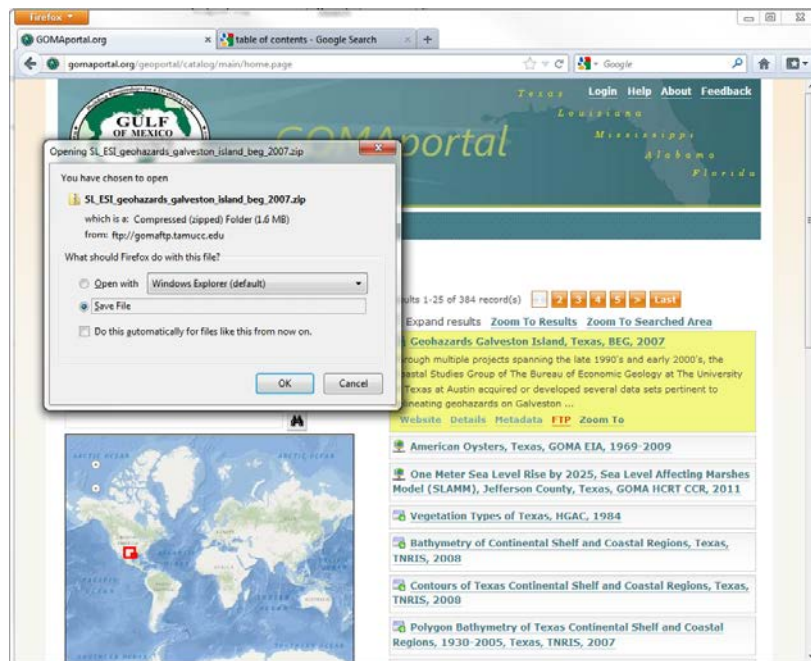 Firefox
GOMAportal.org
table of contents - Google Search
gomaportal.org/geoportal/catalog/main/home.page
Google
Texas
Login Help About Feedback
Louisiana
Mississippi
Alabama
Florida
GULF
OF MEXICO
GOMAportal
Opening SL_ESI_geohazards_galveston_island_beg_2007.zip
You have chosen to open
SL_ESI_geohazards_galveston_island_beg_2007.zip
which is a: Compressed (zipped) Folder (1.6 MB)
from: ftp://gomaftp.tamucc.edu
What should Firefox do with this file?
Open with Windows Explorer (default)
Save File
Do this automatically for files like this from now on.
OK Cancel
ults 1-25 of 384 record(s) 2 3 4 5 > Last
Expand results Zoom To Results Zoom To Searched Area
Geohazards Galveston Island, Texas, BEG, 2007
rough multiple projects spanning the late 1990's and early 2000's, the
astal Studies Group of The Bureau of Economic Geology at The University
Texas at Austin acquired or developed several data sets pertinent to
lineating geohazards on Galveston ...
Website Details Metadata FTP Zoom To
American Oysters, Texas, GOMA EIA, 1969-2009
One Meter Sea Level Rise by 2025, Sea Level Affecting Marshes
Model (SLAMM), Jefferson County, Texas, GOMA HCRT CCR, 2011
Vegetation Types of Texas, HGAC, 1984
Bathymetry of Continental Shelf and Coastal Regions, Texas,
TNRIS, 2008
Contours of Texas Continental Shelf and Coastal Regions, Texas,
TNRIS, 2008
Polygon Bathymetry of Texas Continental Shelf and Coastal
Regions, 1930-2005, Texas, TNRIS, 2007